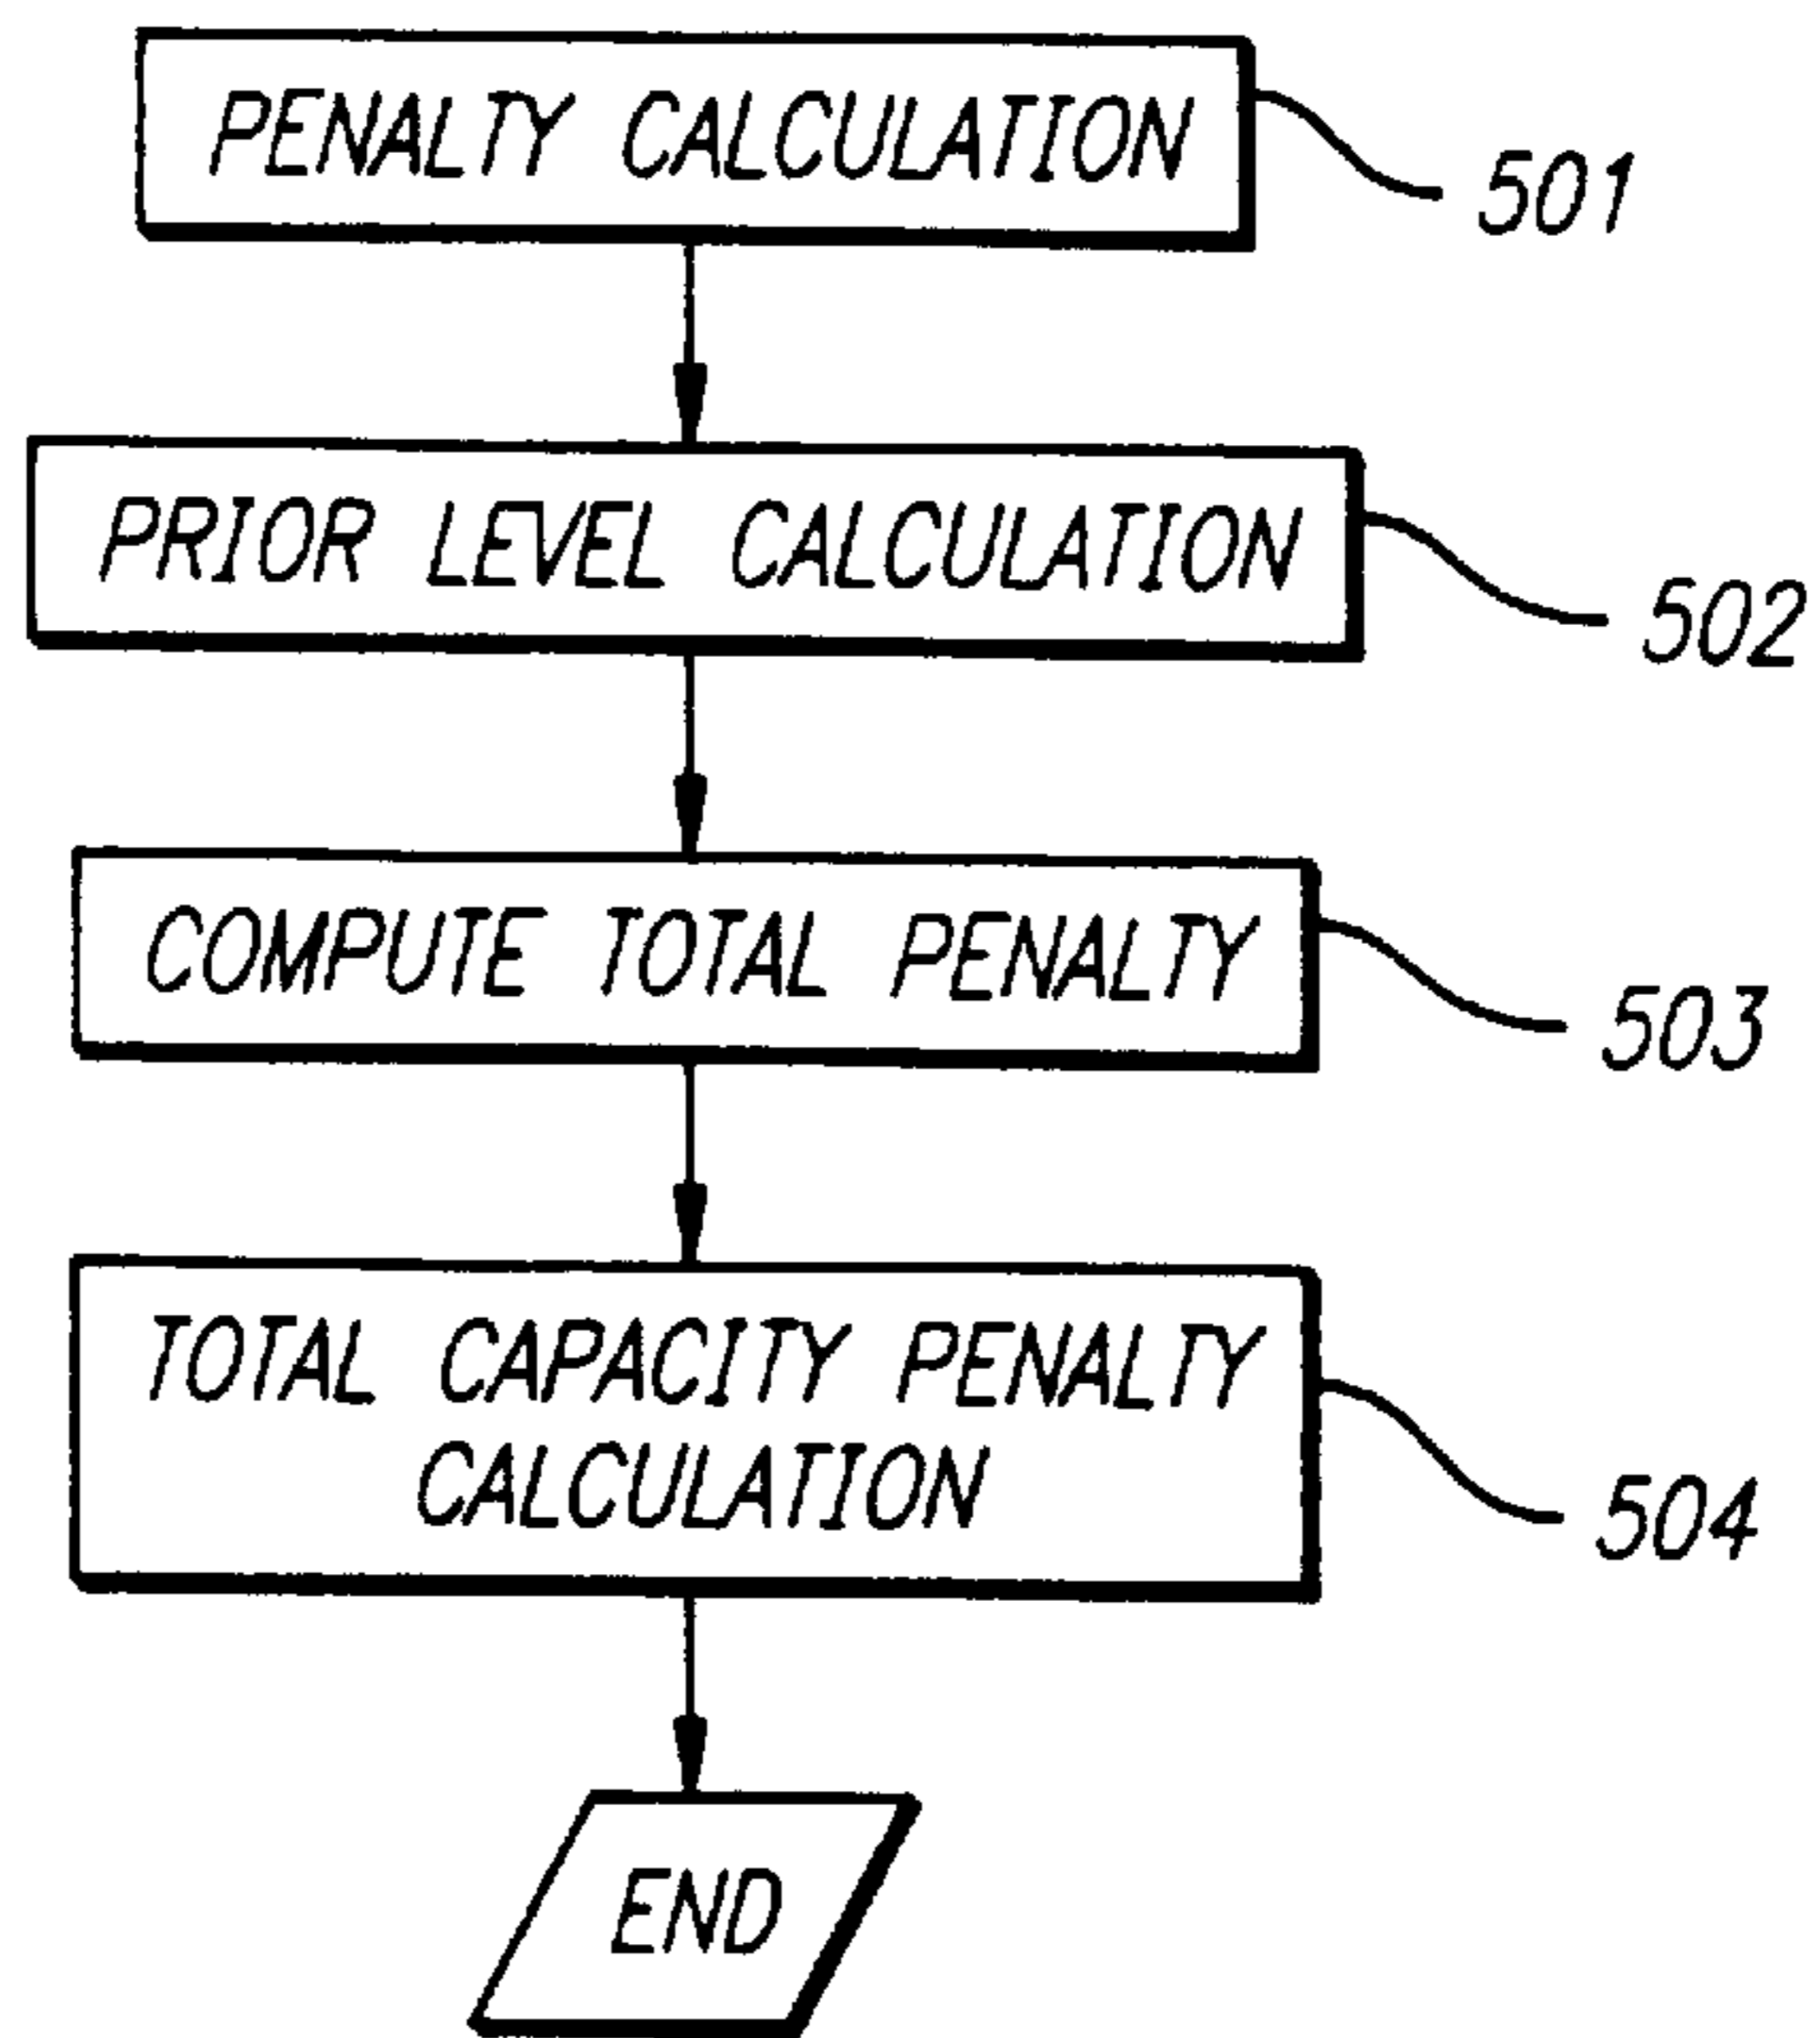 PENALTY CALCULATION
501
PRIOR LEVEL CALCULATION
502
COMPUTE TOTAL PENALTY
503
TOTAL CAPACITY PENALTY
CALCULATION
504
END